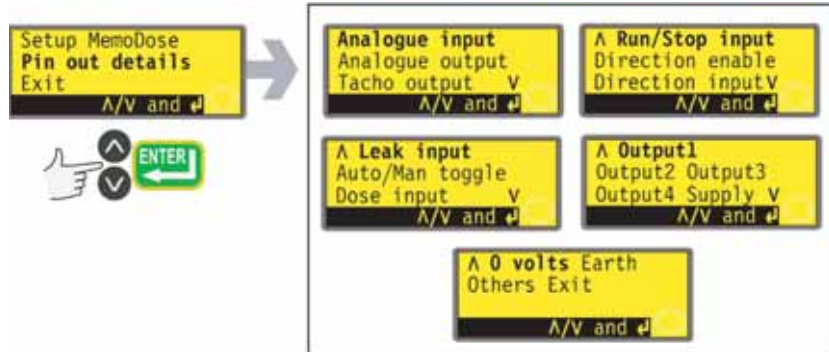 Setup MemoDose
Pin out details
Exit
∧/∨ and ↵
ENTER
Analogue input
Analogue output
Tacho output ∨
∧/∨ and ↵
∧ Run/Stop input
Direction enable
Direction input∨
∧/∨ and ↵
∧ Leak input
Auto/Man toggle
Dose input ∨
∧/∨ and ↵
∧ Output1
Output2 Output3
Output4 Supply ∨
∧/∨ and ↵
∧ 0 volts Earth
Others Exit
∧/∨ and ↵